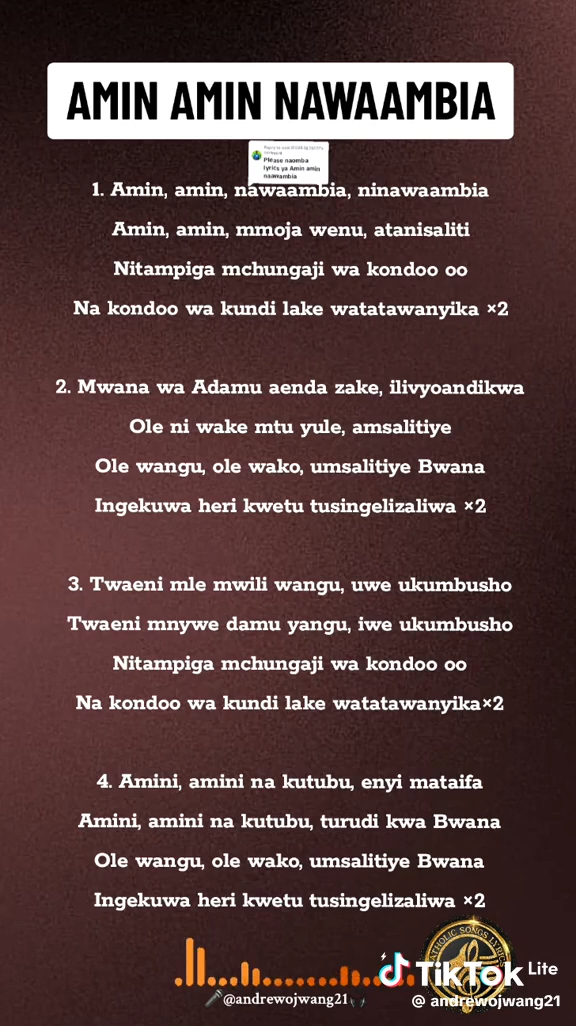 AMIN AMIN NAWAAMBIA
Please naomba
lyrics ya Amin amin
nawaambia
1. Amin, amin, nawaambia, ninawaambia
Amin, amin, mmoja wenu, atanisaliti
Nitampiga mchungaji wa kondoo oo
Na kondoo wa kundi lake watatawanyika ×2
2. Mwana wa Adamu aenda zake, ilivyoandikwa
Ole ni wake mtu yule, amsalitiye
Ole wangu, ole wako, umsalitiye Bwana
Ingekuwa heri kwetu tusingelizaliwa ×2
3. Twaeni mle mwili wangu, uwe ukumbusho
Twaeni mnywe damu yangu, iwe ukumbusho
Nitampiga mchungaji wa kondoo oo
Na kondoo wa kundi lake watatawanyika×2
4. Amini, amini na kutubu, enyi mataifa
Amini, amini na kutubu, turudi kwa Bwana
Ole wangu, ole wako, umsalitiye Bwana
Ingekuwa heri kwetu tusingelizaliwa ×2
CATHOLIC SONGS LYRICS
TikTok Lite
@andrewojwang21
@andrewojwang21